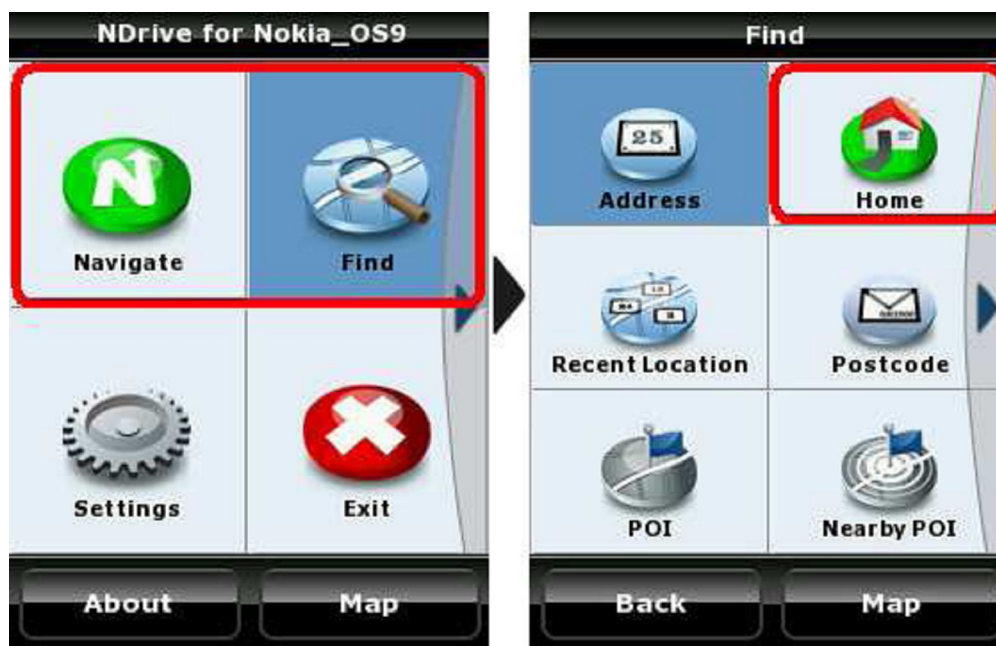 NDrive for Nokia_OS9
Navigate
Find
Settings
Exit
About
Map
Find
25
Address
Home
Recent Location
Postcode
POI
Nearby POI
Back
Map